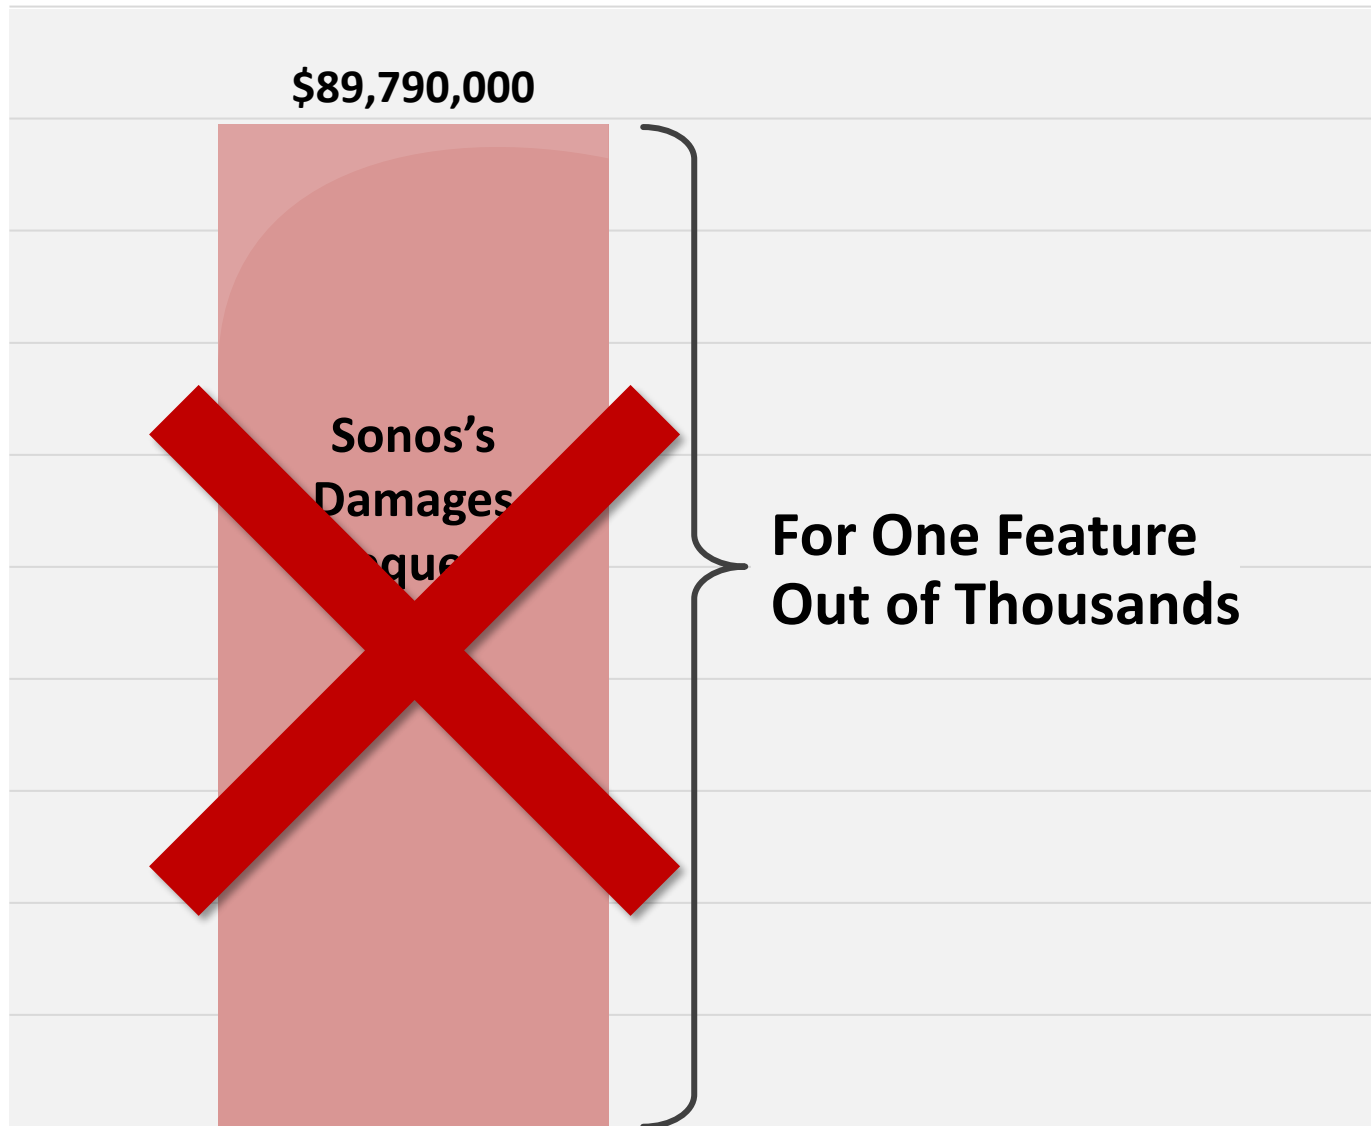 $89,790,000
Sonos’s
Damages
For One Feature
Out of Thousands